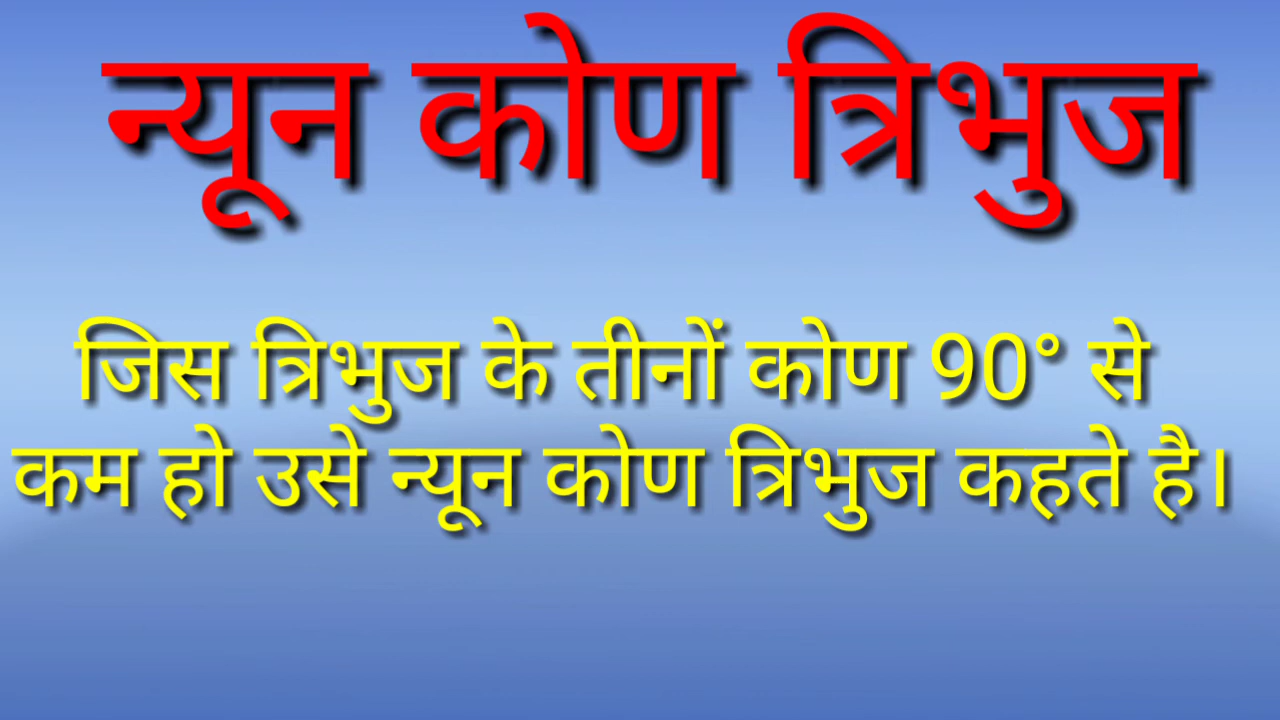 न्यून कोण त्रिभुज
जिस त्रिभुज के तीनों कोण 90° से
कम हो उसे न्यून कोण त्रिभुज कहते है।